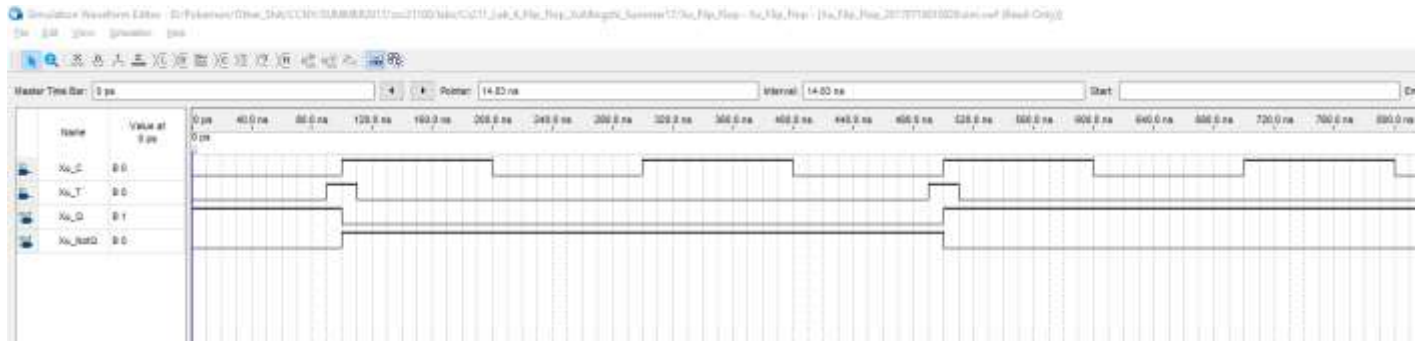 Simulation Waveform Editor
File Edit View Simulation Help
Master Time Bar: 0 ps Pointer: 14.83 ns Interval: 14.83 ns Start:
Name Value at 0 ps
0 ps 40.0 ns 80.0 ns 120.0 ns 160.0 ns 200.0 ns 240.0 ns 280.0 ns 320.0 ns 360.0 ns 400.0 ns 440.0 ns 480.0 ns 520.0 ns 560.0 ns 600.0 ns 640.0 ns 680.0 ns 720.0 ns 760.0 ns 800.0 ns
0 ps
Xu_C B 0
Xu_T B 0
Xu_Q B 1
Xu_NotQ B 0